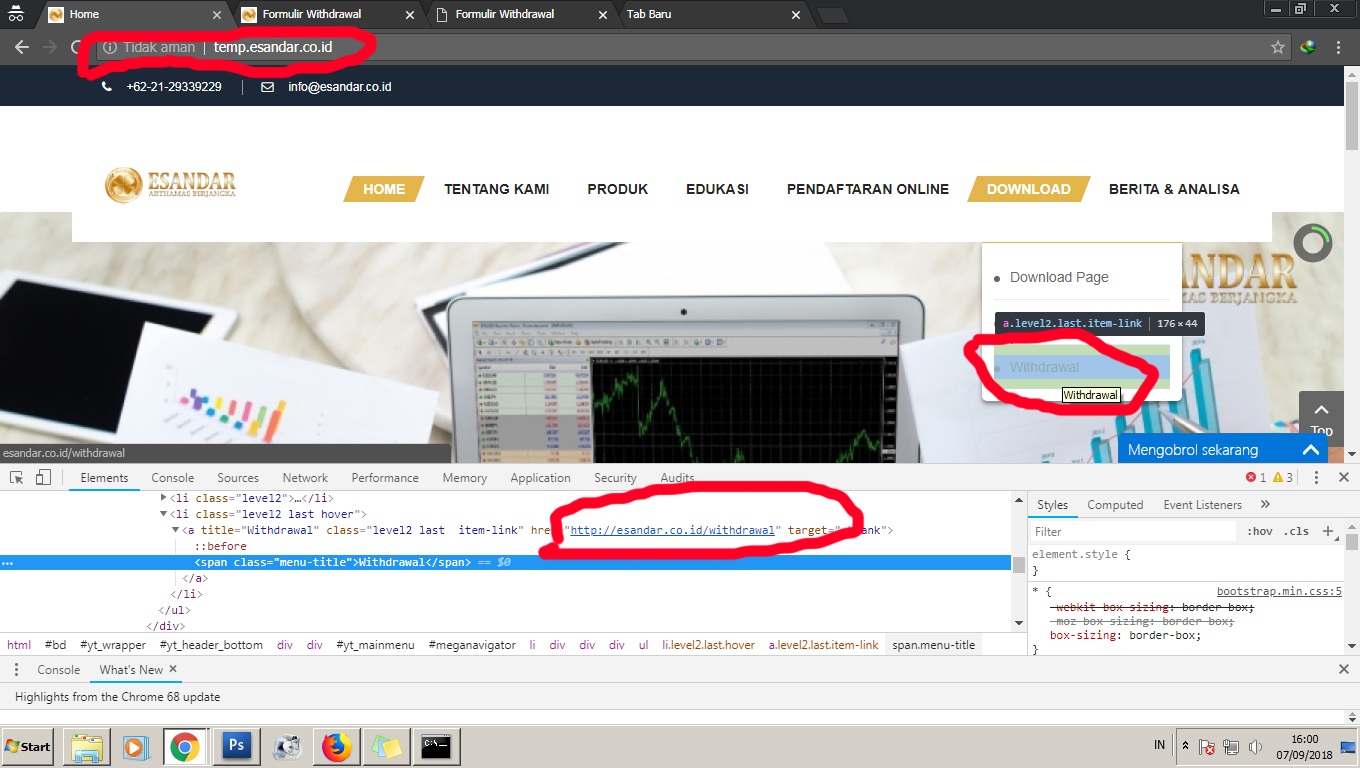 Home
Formulir Withdrawal
Formulir Withdrawal
Tab Baru
Tidak aman | temp.esandar.co.id
+62-21-29339229 | info@esandar.co.id
ESANDAR
ARTHAMAS BERJANGKA
HOME
TENTANG KAMI
PRODUK
EDUKASI
PENDAFTARAN ONLINE
DOWNLOAD
BERITA & ANALISA
Download Page
ANDAR
MAS BERJANGKA
a.level2.last.item-link | 176×44
Withdrawal
Withdrawal
Top
Mengobrol sekarang
esandar.co.id/withdrawal
Elements Console Sources Network Performance Memory Application Security Audits
1 3
<li class="level2">…</li>
<li class="level2 last hover">
<a title="Withdrawal" class="level2 last item-link" href="http://esandar.co.id/withdrawal" target="_blank">
::before
<span class="menu-title">Withdrawal</span> == $0
</a>
</li>
</ul>
</div>
html #bd #yt_wrapper #yt_header_bottom div div #yt_mainmenu #meganavigator li div div div ul li.level2.last.hover a.level2.last.item-link span.menu-title
Styles Computed Event Listeners »
Filter :hov .cls +
element.style {
}
* { bootstrap.min.css:5
-webkit-box-sizing: border-box;
-moz-box-sizing: border-box;
box-sizing: border-box;
}
Console What's New
Highlights from the Chrome 68 update
Start
Ps
C:\
IN
16:00
07/09/2018